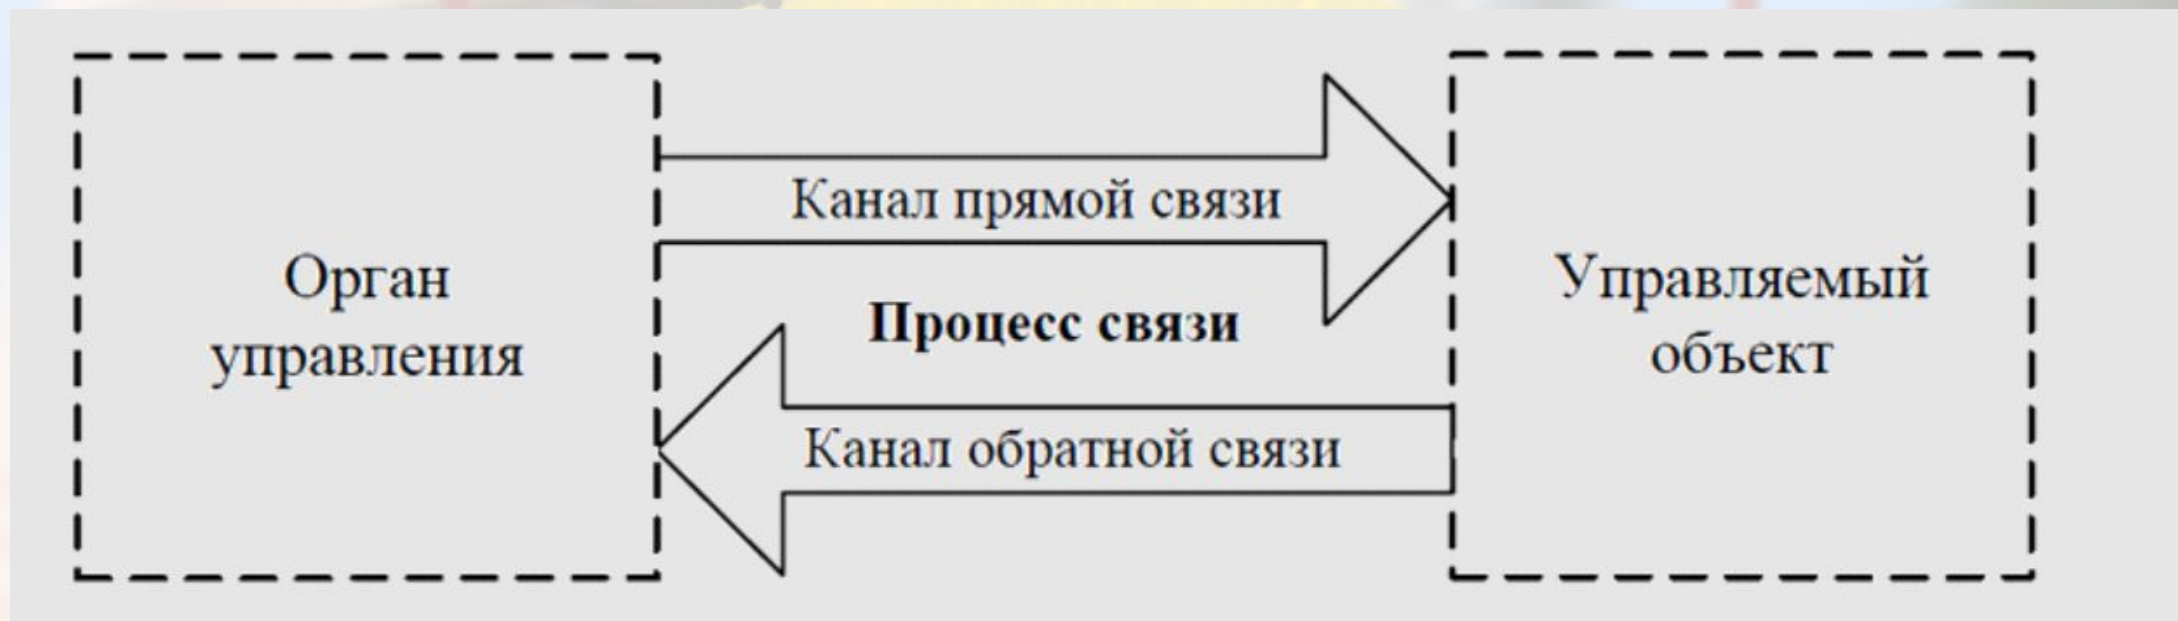 Орган
управления
Канал прямой связи
Процесс связи
Канал обратной связи
Управляемый
объект